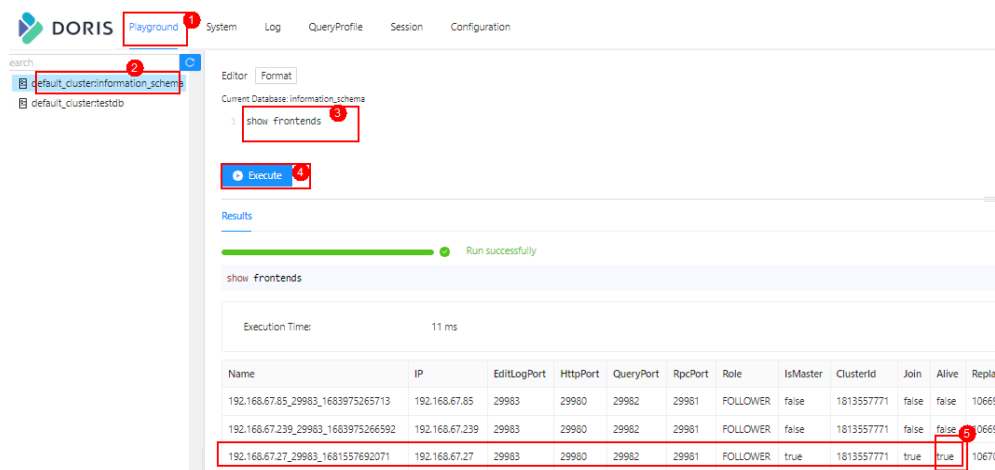 DORIS Playground 1 System Log QueryProfile Session Configuration
earch
2
default_cluster:information_schema
default_cluster:testdb
Editor Format
Current Database: information_schema
1 show frontends 3
Execute 4
Results
Run successfully
show frontends
Execution Time: 11 ms
Name IP EditLogPort HttpPort QueryPort RpcPort Role IsMaster ClusterId Join Alive Repla
192.168.67.85_29983_1683975265713 192.168.67.85 29983 29980 29982 29981 FOLLOWER false 1813557771 false false 10669
192.168.67.239_29983_1683975266592 192.168.67.239 29983 29980 29982 29981 FOLLOWER false 1813557771 false false 10669
5
192.168.67.27_29983_1681557692071 192.168.67.27 29983 29980 29982 29981 FOLLOWER true 1813557771 true true 10670